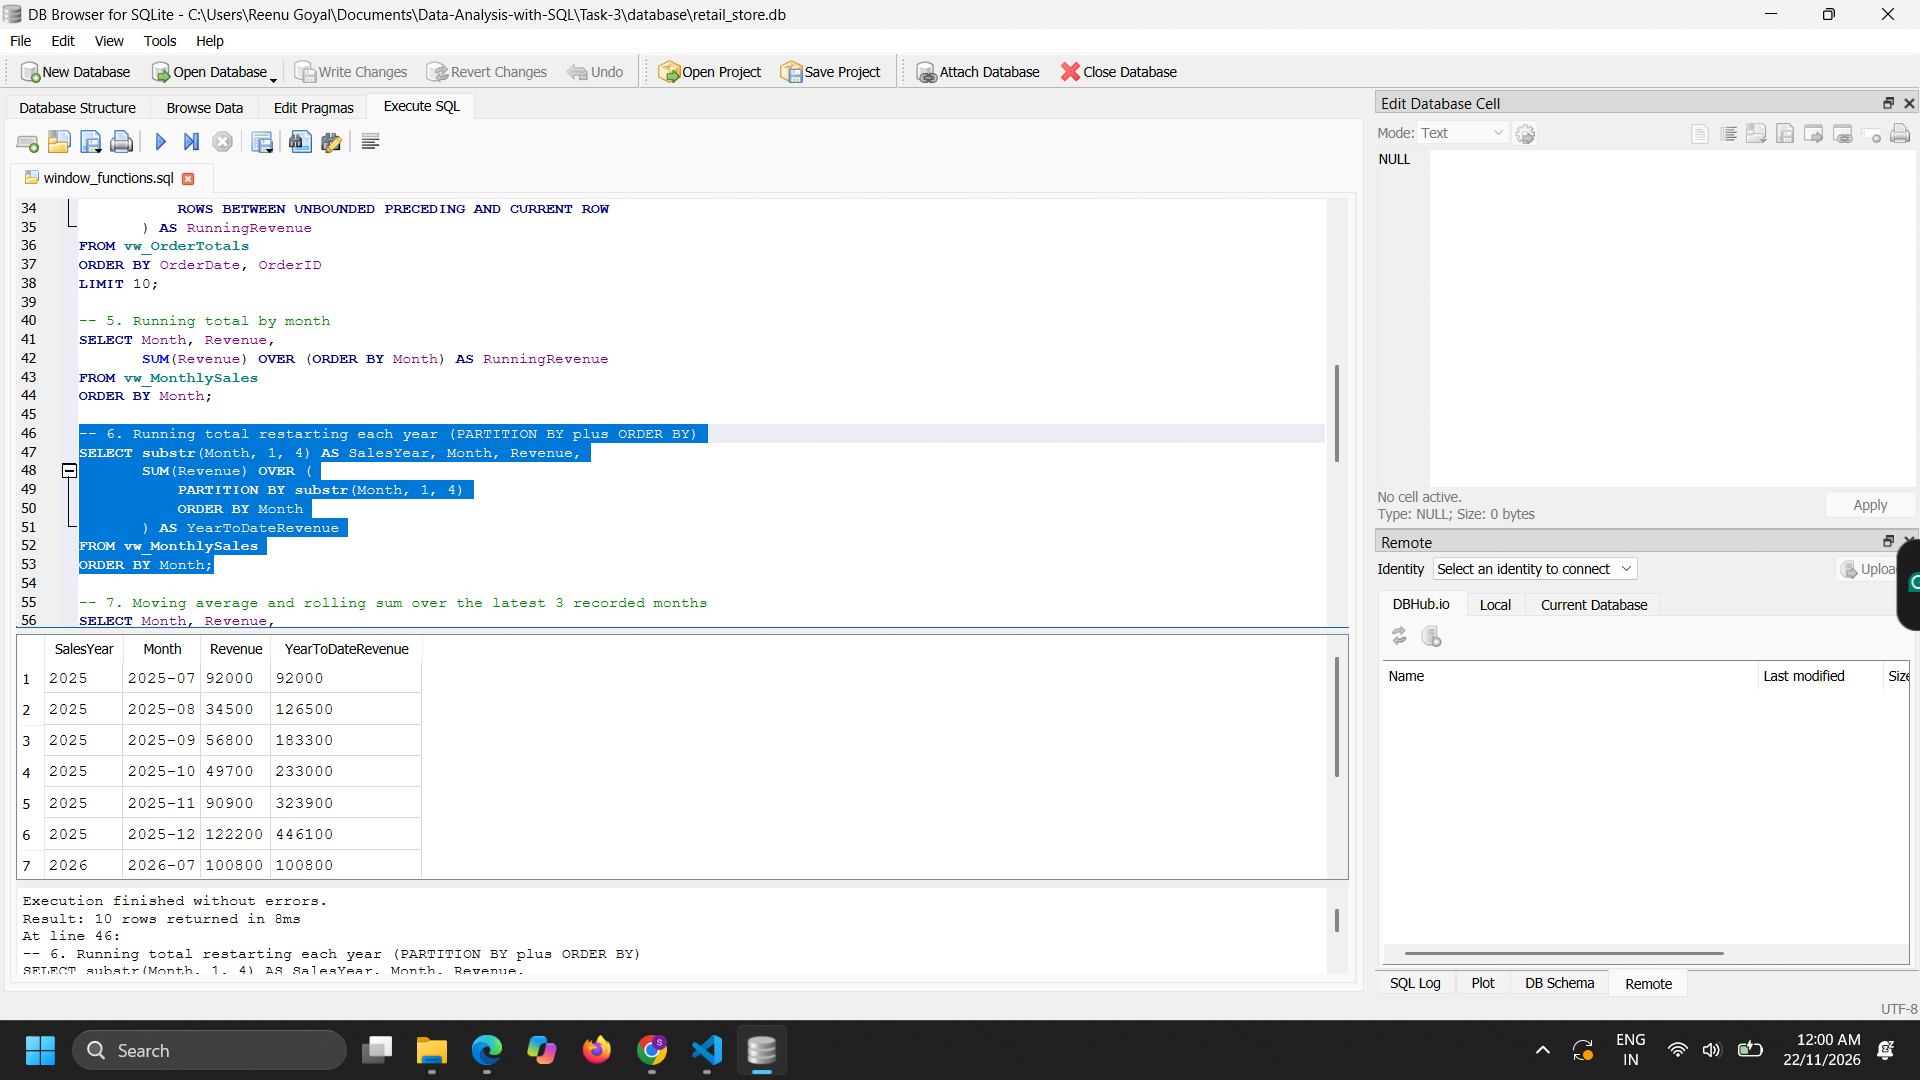 DB Browser for SQLite - C:\Users\Reenu Goyal\Documents\Data-Analysis-with-SQL\Task-3\database\retail_store.db
File Edit View Tools Help
New Database Open Database Write Changes Revert Changes Undo Open Project Save Project Attach Database Close Database
Database Structure Browse Data Edit Pragmas Execute SQL
window_functions.sql
34 ROWS BETWEEN UNBOUNDED PRECEDING AND CURRENT ROW
35 ) AS RunningRevenue
36 FROM vw_OrderTotals
37 ORDER BY OrderDate, OrderID
38 LIMIT 10;
39
40 -- 5. Running total by month
41 SELECT Month, Revenue,
42 SUM(Revenue) OVER (ORDER BY Month) AS RunningRevenue
43 FROM vw_MonthlySales
44 ORDER BY Month;
45
46 -- 6. Running total restarting each year (PARTITION BY plus ORDER BY)
47 SELECT substr(Month, 1, 4) AS SalesYear, Month, Revenue,
48 SUM(Revenue) OVER (
49 PARTITION BY substr(Month, 1, 4)
50 ORDER BY Month
51 ) AS YearToDateRevenue
52 FROM vw_MonthlySales
53 ORDER BY Month;
54
55 -- 7. Moving average and rolling sum over the latest 3 recorded months
56 SELECT Month, Revenue,
SalesYear Month Revenue YearToDateRevenue
1 2025 2025-07 92000 92000
2 2025 2025-08 34500 126500
3 2025 2025-09 56800 183300
4 2025 2025-10 49700 233000
5 2025 2025-11 90900 323900
6 2025 2025-12 122200 446100
7 2026 2026-07 100800 100800
Execution finished without errors.
Result: 10 rows returned in 8ms
At line 46:
-- 6. Running total restarting each year (PARTITION BY plus ORDER BY)
SELECT substr(Month, 1, 4) AS SalesYear, Month, Revenue,
Edit Database Cell
Mode: Text
NULL
No cell active.
Type: NULL; Size: 0 bytes
Apply
Remote
Identity Select an identity to connect Uploa
DBHub.io Local Current Database
Name Last modified Size
SQL Log Plot DB Schema Remote
UTF-8
Search
ENG
IN
12:00 AM
22/11/2026